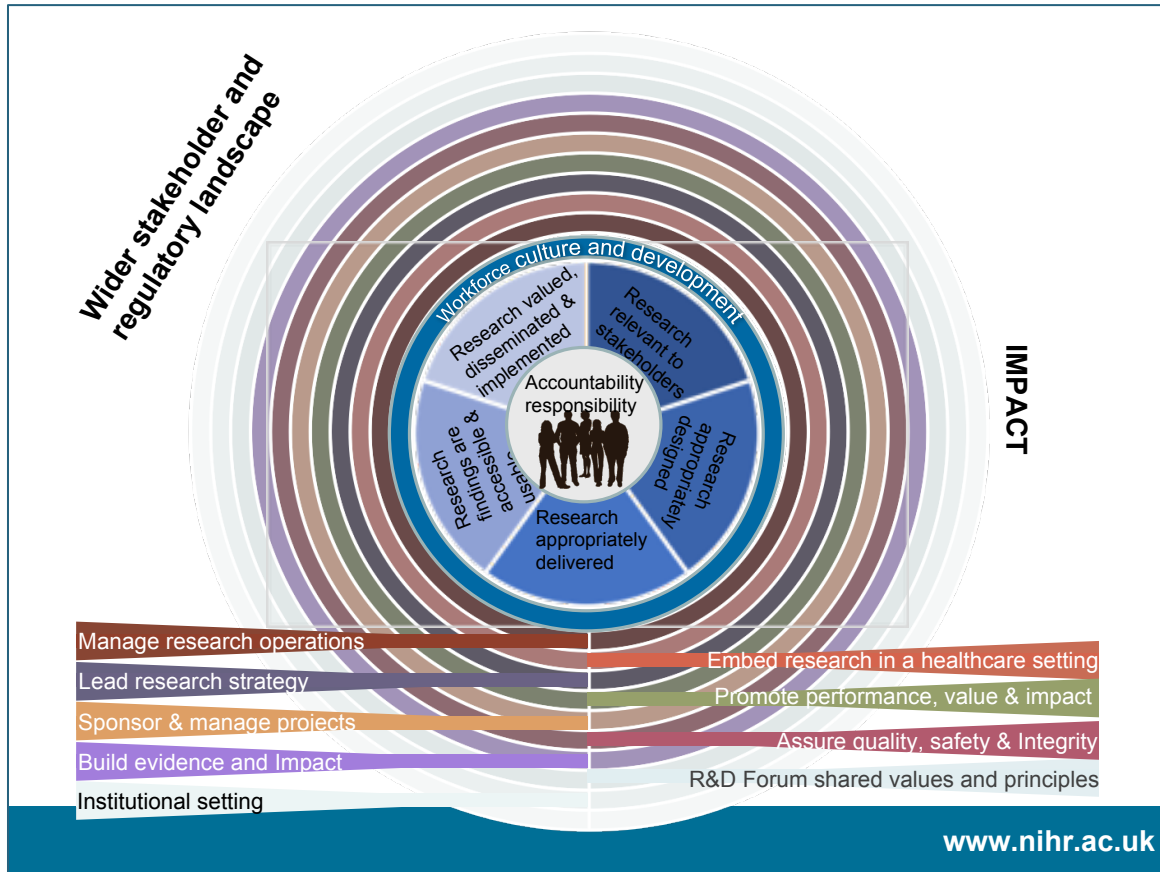 Wider stakeholder and
regulatory landscape
IMPACT
Workforce culture and development
Research valued,
disseminated &
implemented
Research
relevant to
stakeholders
Research
appropriately
designed
Research
appropriately
delivered
Research
findings are
accessible &
usable
Accountability
responsibility
Manage research operations
Embed research in a healthcare setting
Lead research strategy
Promote performance, value & impact
Sponsor & manage projects
Assure quality, safety & Integrity
Build evidence and Impact
R&D Forum shared values and principles
Institutional setting
www.nihr.ac.uk